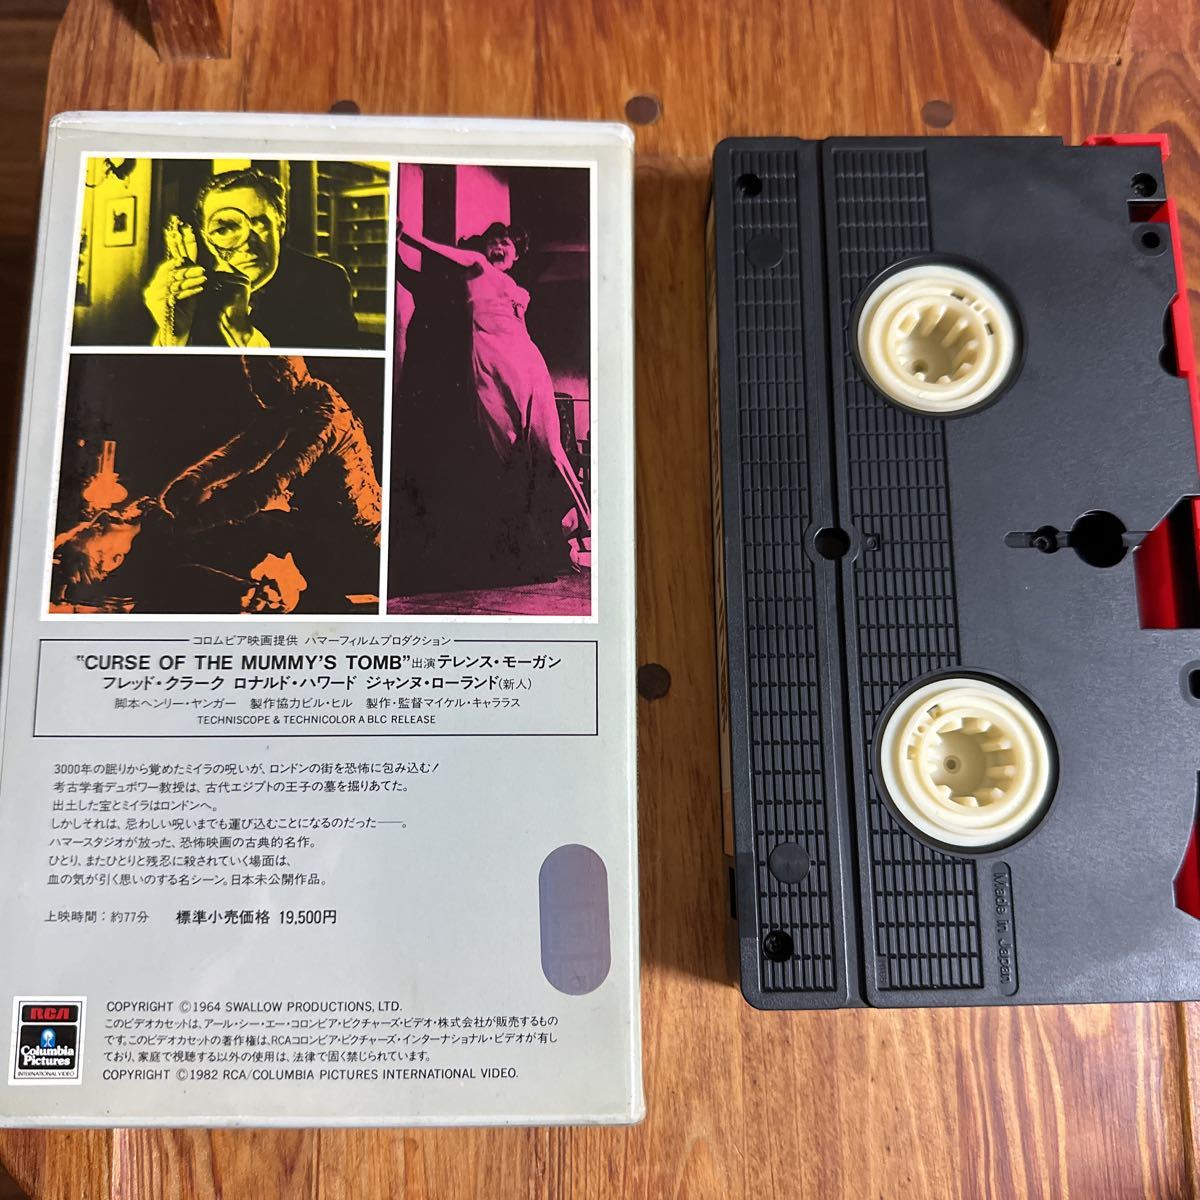 コロムビア映画提供 ハマーフィルムプロダクション
"CURSE OF THE MUMMY'S TOMB"出演テレンス・モーガン
フレッド・クラーク ロナルド・ハワード ジャンヌ・ローランド(新人)
脚本ヘンリー・ヤンガー 製作協力ビル・ヒル 製作・監督マイケル・キャララス
TECHNISCOPE & TECHNICOLOR A BLC RELEASE
3000年の眠りから覚めたミイラの呪いが、ロンドンの街を恐怖に包み込む!
考古学者デュボワー教授は、古代エジプトの王子の墓を掘りあてた。
出土した宝とミイラはロンドンへ。
しかしそれは、忌わしい呪いまでも運び込むことになるのだった──。
ハマースタジオが放った、恐怖映画の古典的名作。
ひとり、またひとりと残忍に殺されていく場面は、
血の気が引く思いのする名シーン。日本未公開作品。
上映時間:約77分 標準小売価格 19,500円
RCA
Columbia
Pictures
INTERNATIONAL VIDEO
COPYRIGHT ©1964 SWALLOW PRODUCTIONS, LTD.
このビデオカセットは、アール・シー・エー・コロンビア・ピクチャーズ・ビデオ・株式会社が販売するもの
です。このビデオカセットの著作権は、RCAコロンビア・ピクチャーズ・インターナショナル・ビデオが有し
ており、家庭で視聴する以外の使用は、法律で固く禁じられています。
COPYRIGHT ©1982 RCA/COLUMBIA PICTURES INTERNATIONAL VIDEO.
Made in Japan